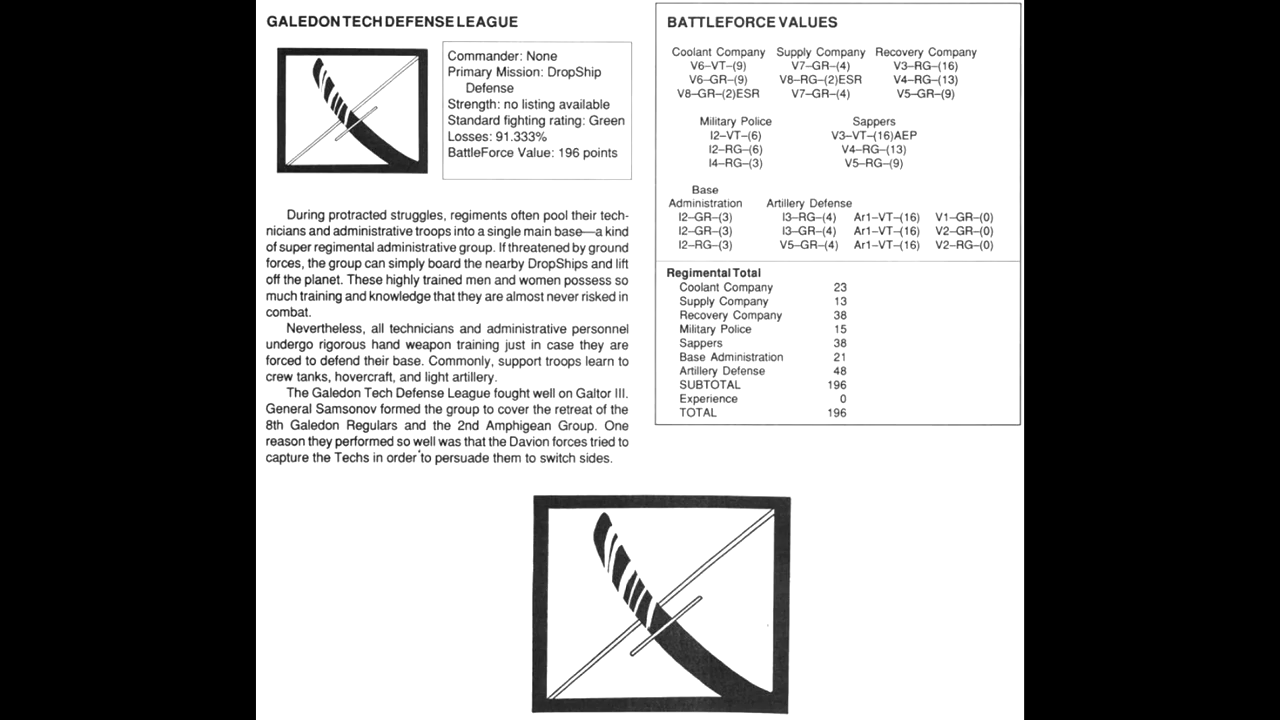 GALEDON TECH DEFENSE LEAGUE
Commander: None
Primary Mission: DropShip
Defense
Strength: no listing available
Standard fighting rating: Green
Losses: 91.333%
BattleForce Value: 196 points
During protracted struggles, regiments often pool their tech-
nicians and administrative troops into a single main base—a kind
of super regimental administrative group. If threatened by ground
forces, the group can simply board the nearby DropShips and lift
off the planet. These highly trained men and women possess so
much training and knowledge that they are almost never risked in
combat.
Nevertheless, all technicians and administrative personnel
undergo rigorous hand weapon training just in case they are
forced to defend their base. Commonly, support troops learn to
crew tanks, hovercraft, and light artillery.
The Galedon Tech Defense League fought well on Galtor III.
General Samsonov formed the group to cover the retreat of the
8th Galedon Regulars and the 2nd Amphigean Group. One
reason they performed so well was that the Davion forces tried to
capture the Techs in order to persuade them to switch sides.
BATTLEFORCE VALUES
Coolant Company Supply Company Recovery Company
V6–VT–(9) V7–GR–(4) V3–RG–(16)
V6–GR–(9) V8–RG–(2)ESR V4–RG–(13)
V8–GR–(2)ESR V7–GR–(4) V5–GR–(9)
Military Police Sappers
I2–VT–(6) V3–VT–(16)AEP
I2–RG–(6) V4–RG–(13)
I4–RG–(3) V5–RG–(9)
Base
Administration Artillery Defense
I2–GR–(3) I3–RG–(4) Ar1–VT–(16) V1–GR–(0)
I2–GR–(3) I3–GR–(4) Ar1–VT–(16) V2–GR–(0)
I2–RG–(3) V5–GR–(4) Ar1–VT–(16) V2–RG–(0)
Regimental Total
Coolant Company 23
Supply Company 13
Recovery Company 38
Military Police 15
Sappers 38
Base Administration 21
Artillery Defense 48
SUBTOTAL 196
Experience 0
TOTAL 196